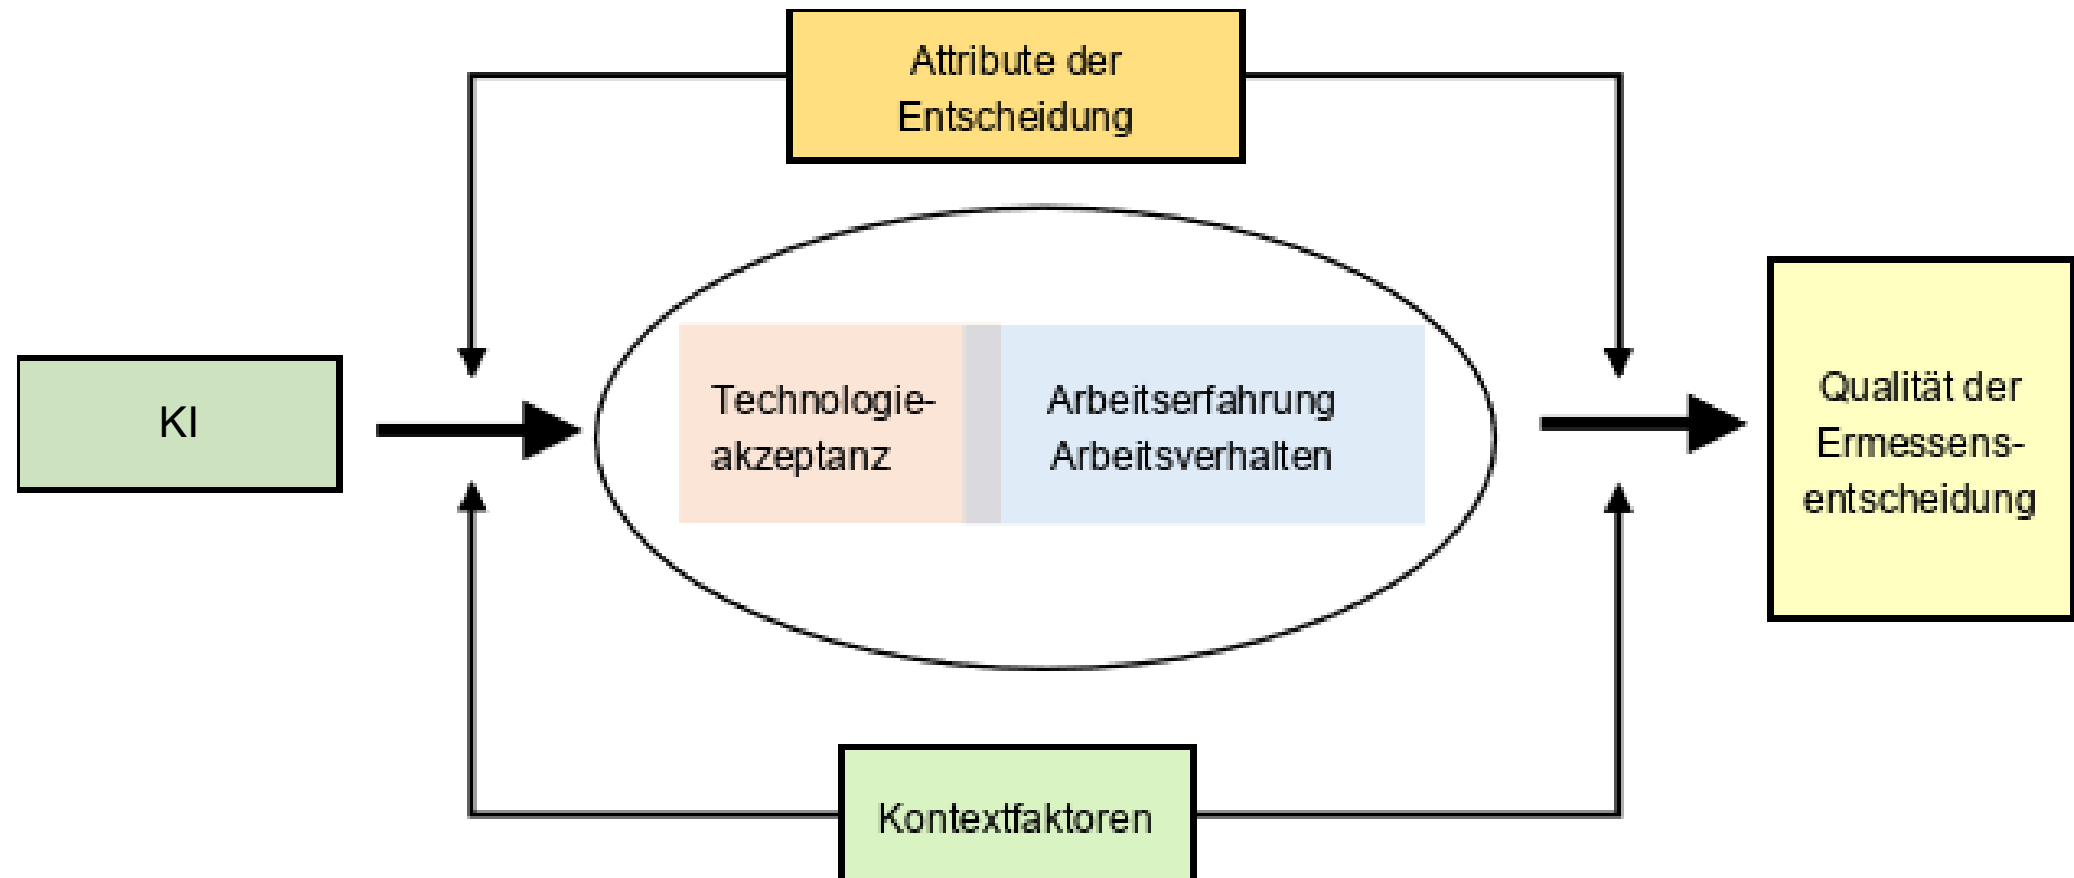 Attribute der
Entscheidung
KI
Technologie-
akzeptanz
Arbeitserfahrung
Arbeitsverhalten
Qualität der
Ermessens-
entscheidung
Kontextfaktoren